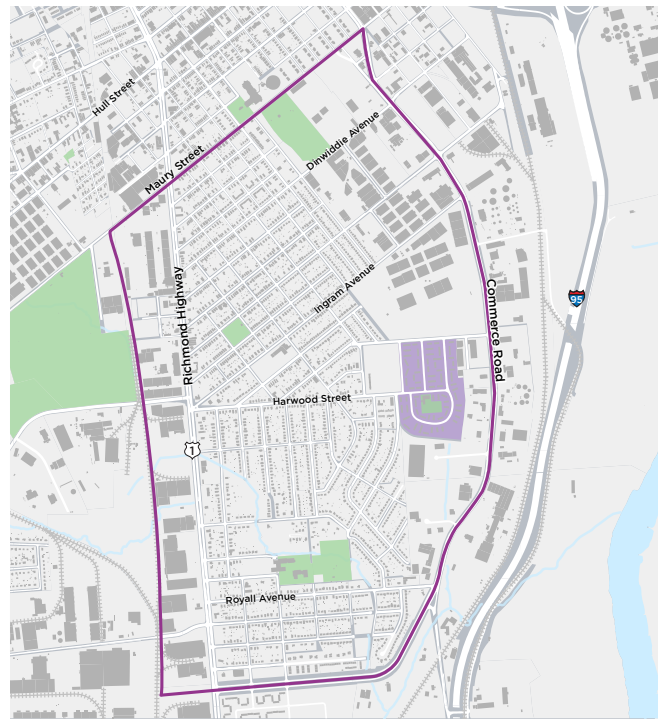 Hull Street
Dinwiddie Avenue
Maury Street
Ingram Avenue
Richmond Highway
Commerce Road
95
Harwood Street
1
Royall Avenue